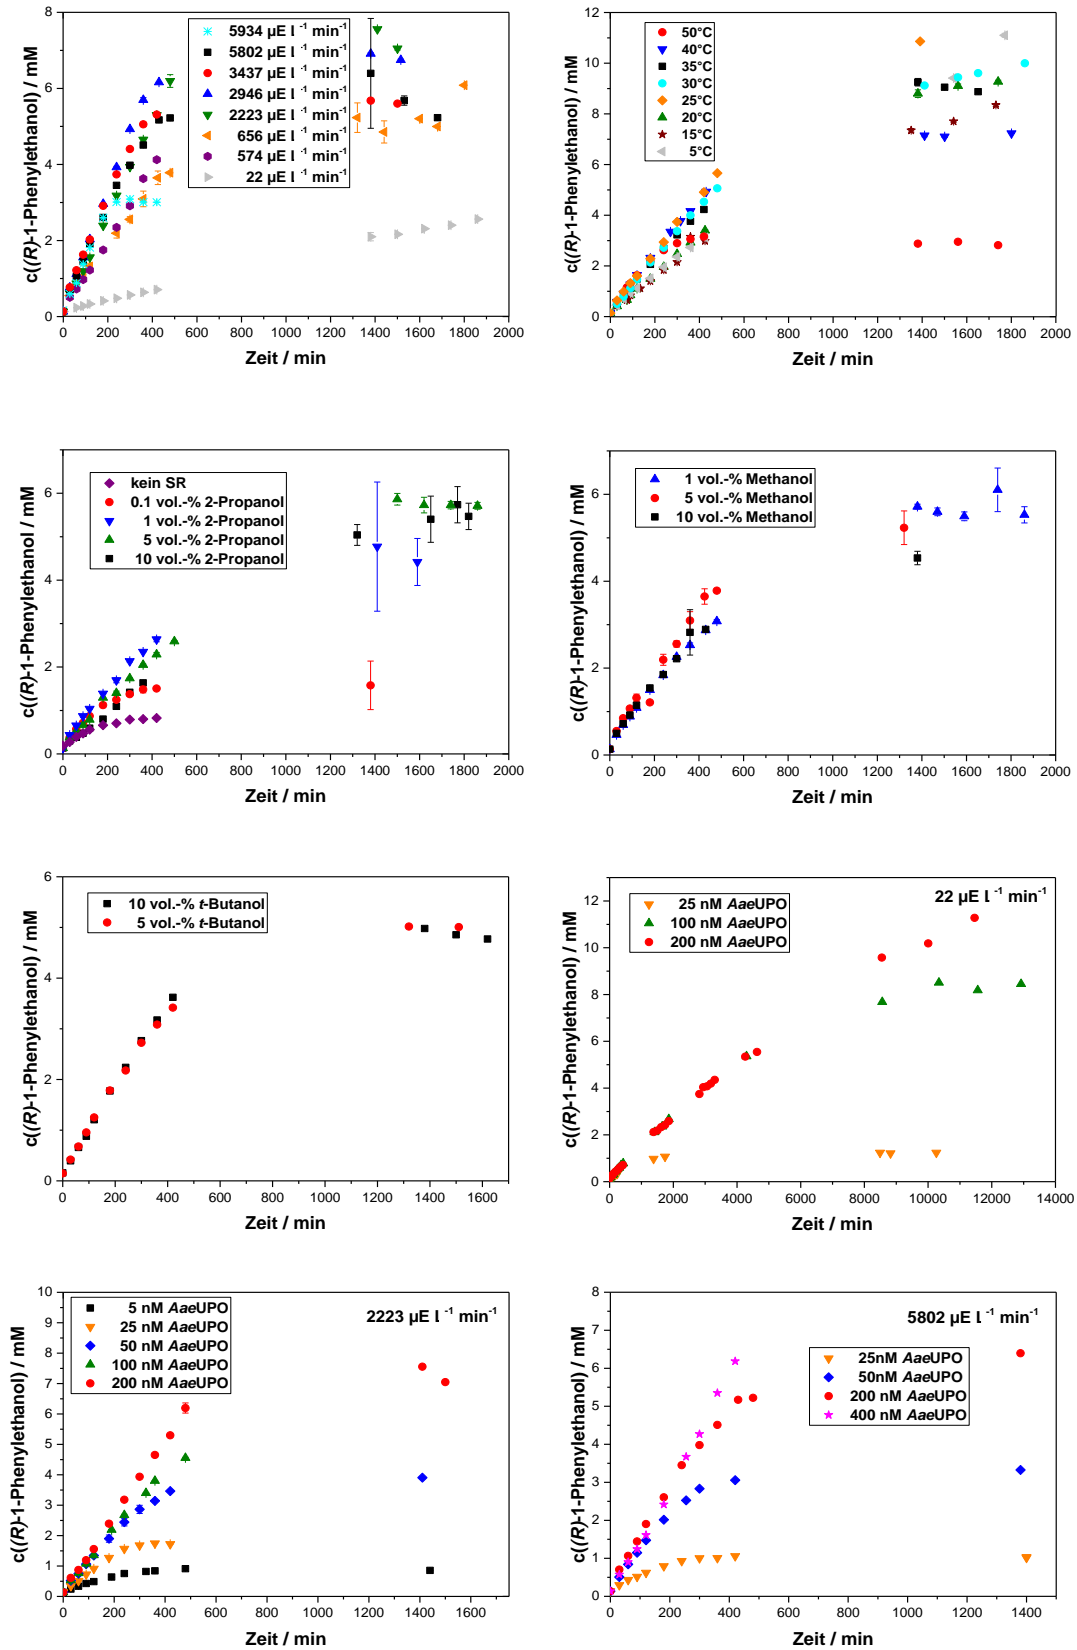 c((R)-1-Phenylethanol) / mM
8
6
4
2
0
5934 µE L⁻¹ min⁻¹
5802 µE L⁻¹ min⁻¹
3437 µE L⁻¹ min⁻¹
2946 µE L⁻¹ min⁻¹
2223 µE L⁻¹ min⁻¹
656 µE L⁻¹ min⁻¹
574 µE L⁻¹ min⁻¹
22 µE L⁻¹ min⁻¹
0 200 400 600 800 1000 1200 1400 1600 1800 2000
Zeit / min
c((R)-1-Phenylethanol) / mM
12
10
8
6
4
2
0
50°C
40°C
35°C
30°C
25°C
20°C
15°C
5°C
0 200 400 600 800 1000 1200 1400 1600 1800 2000
Zeit / min
c((R)-1-Phenylethanol / mM
6
4
2
0
kein SR
0.1 vol.-% 2-Propanol
1 vol.-% 2-Propanol
5 vol.-% 2-Propanol
10 vol.-% 2-Propanol
0 200 400 600 800 1000 1200 1400 1600 1800 2000
Zeit / min
c((R)-1-Phenylethanol) / mM
6
4
2
0
1 vol.-% Methanol
5 vol.-% Methanol
10 vol.-% Methanol
0 200 400 600 800 1000 1200 1400 1600 1800 2000
Zeit / min
c((R)-1-Phenylethanol) / mM
6
4
2
0
10 vol.-% t-Butanol
5 vol.-% t-Butanol
0 200 400 600 800 1000 1200 1400 1600
Zeit / min
c((R)-1-Phenylethanol) / mM
12
10
8
6
4
2
0
25 nM AaeUPO
100 nM AaeUPO
200 nM AaeUPO
22 µE L⁻¹ min⁻¹
0 2000 4000 6000 8000 10000 12000 14000
Zeit / min
c((R)-1-Phenylethanol) / mM
10
9
8
7
6
5
4
3
2
1
0
5 nM AaeUPO
25 nM AaeUPO
50 nM AaeUPO
100 nM AaeUPO
200 nM AaeUPO
2223 µE L⁻¹ min⁻¹
0 200 400 600 800 1000 1200 1400 1600
Zeit / min
c((R)-1-Phenylethanol) / mM
8
7
6
5
4
3
2
1
0
5802 µE L⁻¹ min⁻¹
25nM AaeUPO
50nM AaeUPO
200 nM AaeUPO
400 nM AaeUPO
0 200 400 600 800 1000 1200 1400
Zeit / min